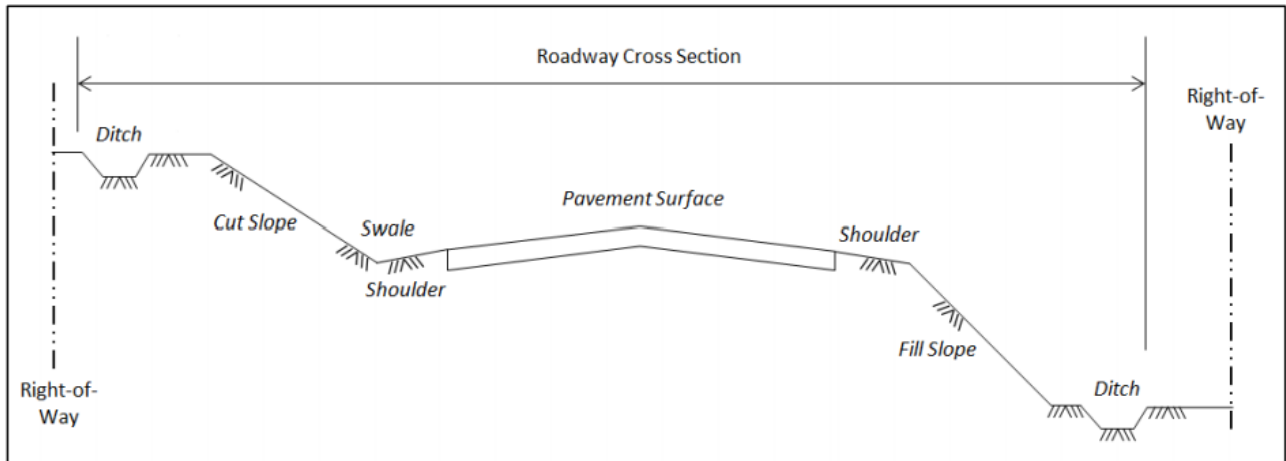 Roadway Cross Section
Right-of-
Way
Ditch
Pavement Surface
Cut Slope
Swale
Shoulder
Shoulder
Fill Slope
Right-of-
Way
Ditch